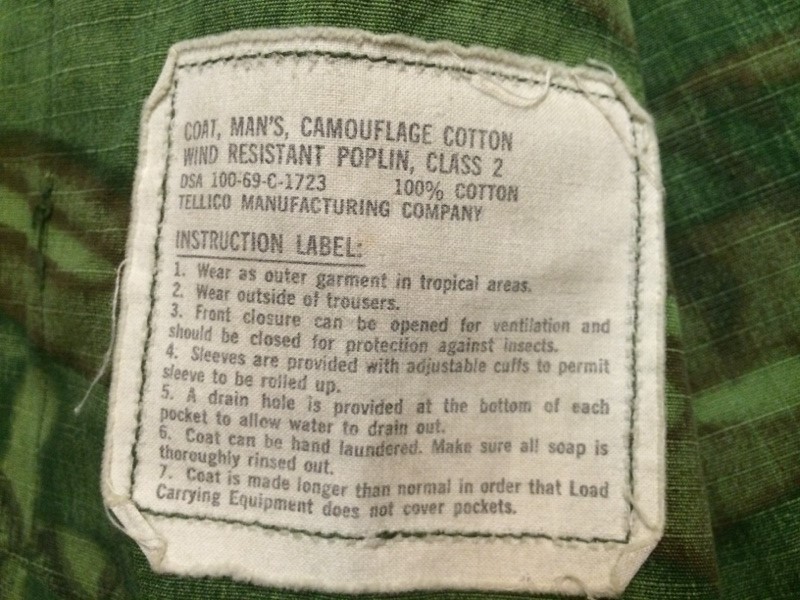 COAT, MAN'S, CAMOUFLAGE COTTON
WIND RESISTANT POPLIN, CLASS 2
DSA 100-69-C-1723 100% COTTON
TELLICO MANUFACTURING COMPANY
INSTRUCTION LABEL:
1. Wear as outer garment in tropical areas.
2. Wear outside of trousers.
3. Front closure can be opened for ventilation and
should be closed for protection against insects.
4. Sleeves are provided with adjustable cuffs to permit
sleeve to be rolled up.
5. A drain hole is provided at the bottom of each
pocket to allow water to drain out.
6. Coat can be hand laundered. Make sure all soap is
thoroughly rinsed out.
7. Coat is made longer than normal in order that Load
Carrying Equipment does not cover pockets.